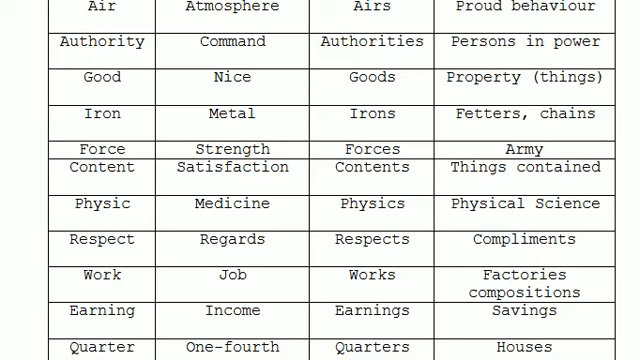 Air Atmosphere Airs Proud behaviour
Authority Command Authorities Persons in power
Good Nice Goods Property (things)
Iron Metal Irons Fetters, chains
Force Strength Forces Army
Content Satisfaction Contents Things contained
Physic Medicine Physics Physical Science
Respect Regards Respects Compliments
Work Job Works Factories
compositions
Earning Income Earnings Savings
Quarter One-fourth Quarters Houses